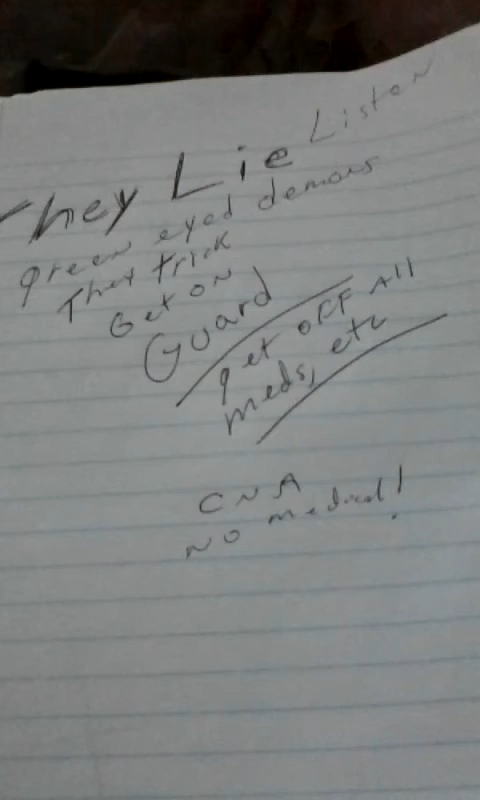 They Lie Listen
green eyed demons
They trick
Get on
Guard
get off All
meds, etc
CNA
NO medical!